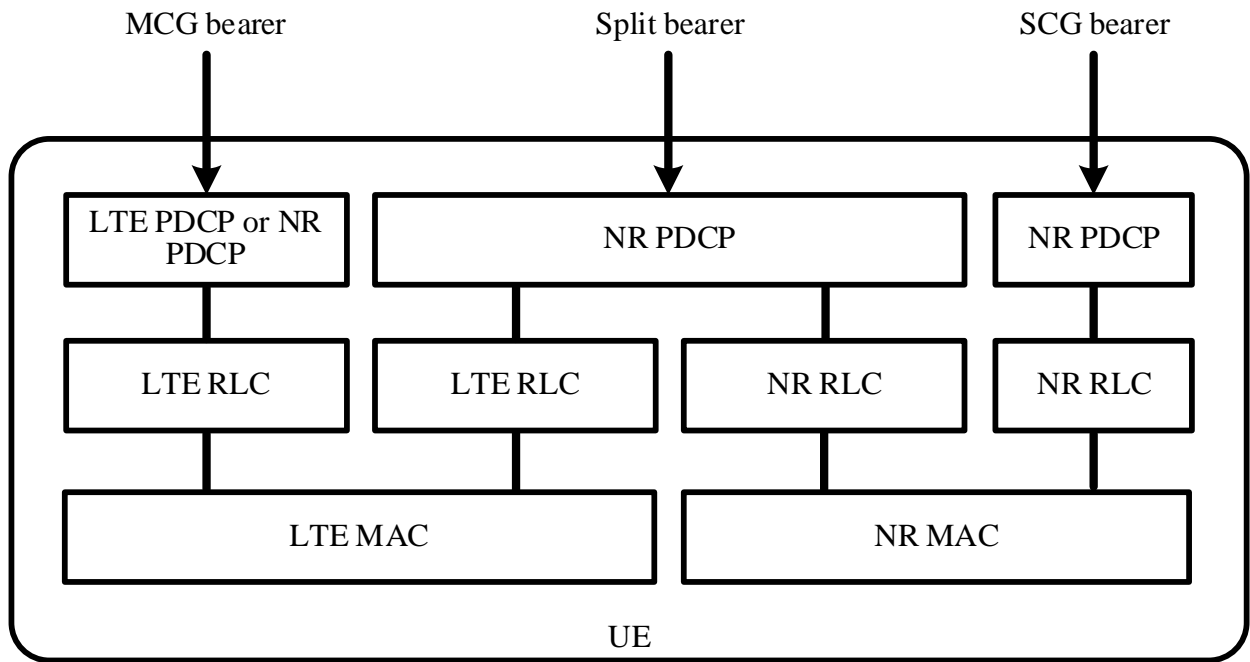 MCG bearer
Split bearer
SCG bearer
LTE PDCP or NR
PDCP
NR PDCP
NR PDCP
LTE RLC
LTE RLC
NR RLC
NR RLC
LTE MAC
NR MAC
UE